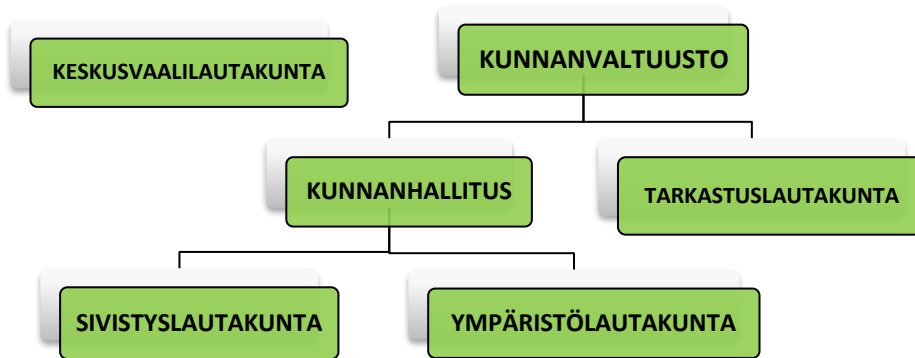 KESKUSVAALILAUTAKUNTA
KUNNANVALTUUSTO
KUNNANHALLITUS
TARKASTUSLAUTAKUNTA
SIVISTYSLAUTAKUNTA
YMPÄRISTÖLAUTAKUNTA